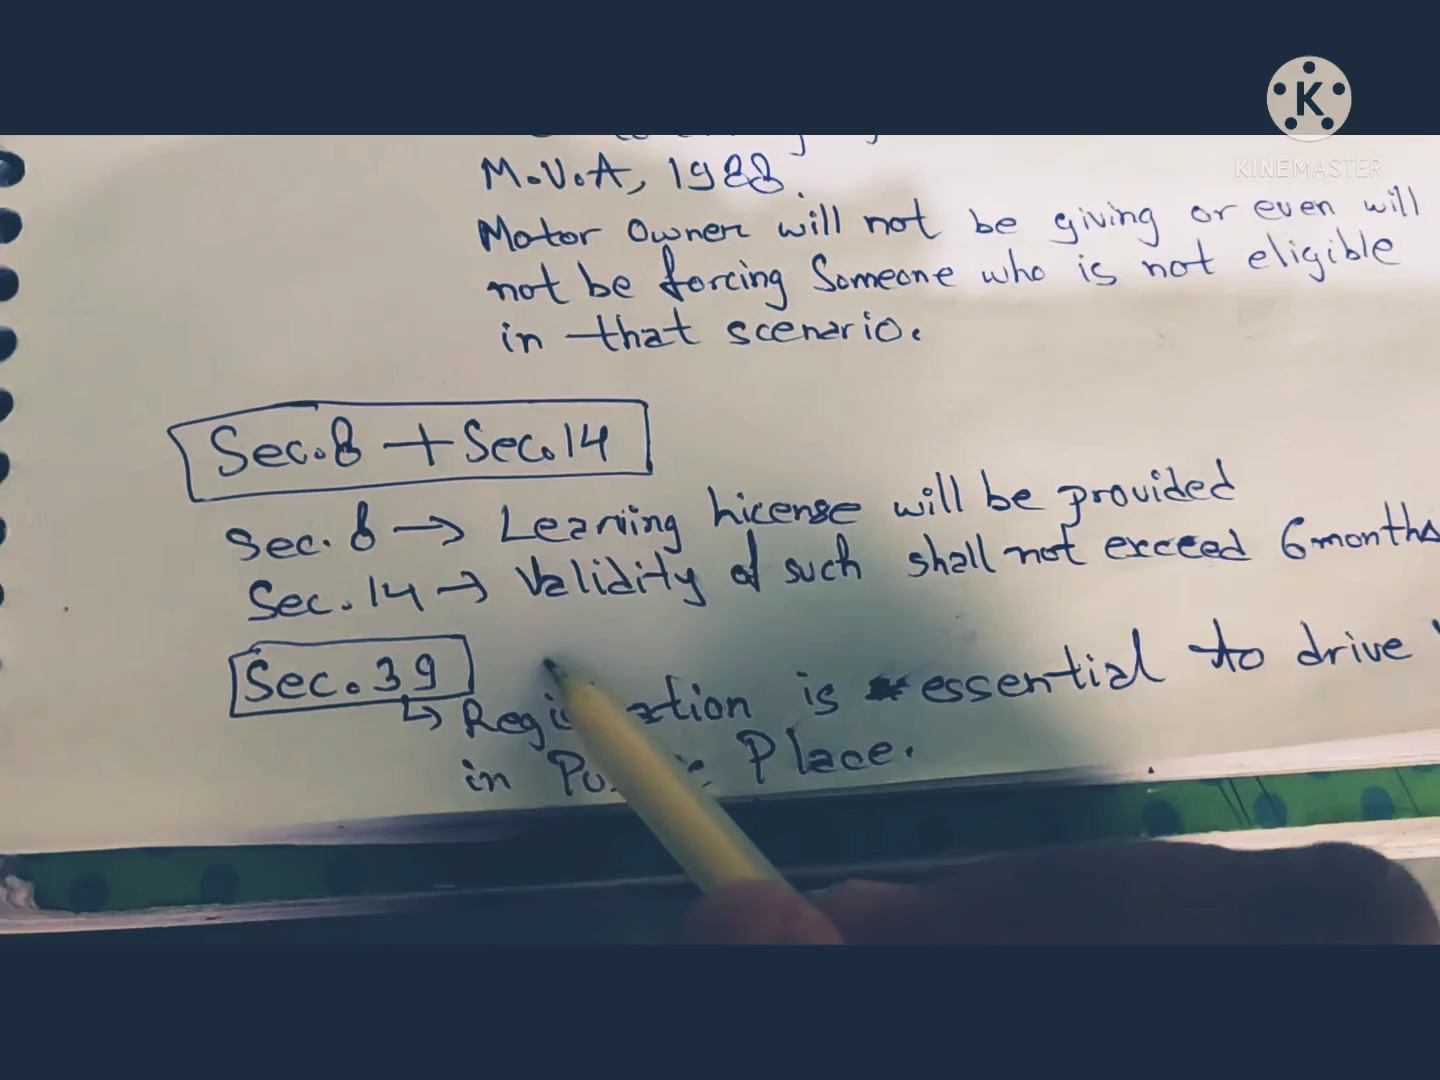 K
KINEMASTER
M.V.A, 1988.
Motor Owner will not be giving or even will
not be forcing Someone who is not eligible
in that scenario.
Sec.8 + Sec.14
Sec. 8 → Learning License will be provided
Sec. 14 → Validity of such shall not exceed 6 months
Sec. 39
↳ is essential to drive
in Place.